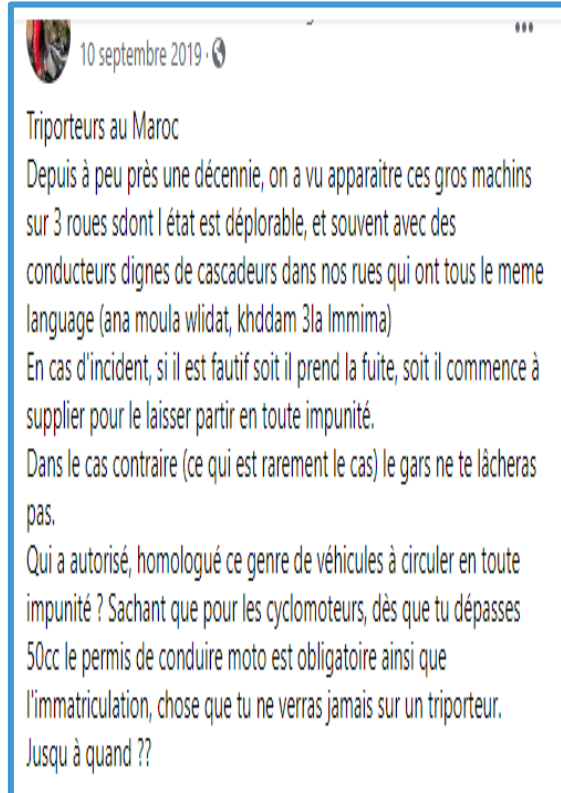 10 septembre 2019 ·
Triporteurs au Maroc
Depuis à peu près une décennie, on a vu apparaitre ces gros machins
sur 3 roues sdont l état est déplorable, et souvent avec des
conducteurs dignes de cascadeurs dans nos rues qui ont tous le meme
language (ana moula wlidat, khddam 3la lmmima)
En cas d'incident, si il est fautif soit il prend la fuite, soit il commence à
supplier pour le laisser partir en toute impunité.
Dans le cas contraire (ce qui est rarement le cas) le gars ne te lâcheras
pas.
Qui a autorisé, homologué ce genre de véhicules à circuler en toute
impunité ? Sachant que pour les cyclomoteurs, dès que tu dépasses
50cc le permis de conduire moto est obligatoire ainsi que
l'immatriculation, chose que tu ne verras jamais sur un triporteur.
Jusqu à quand ??